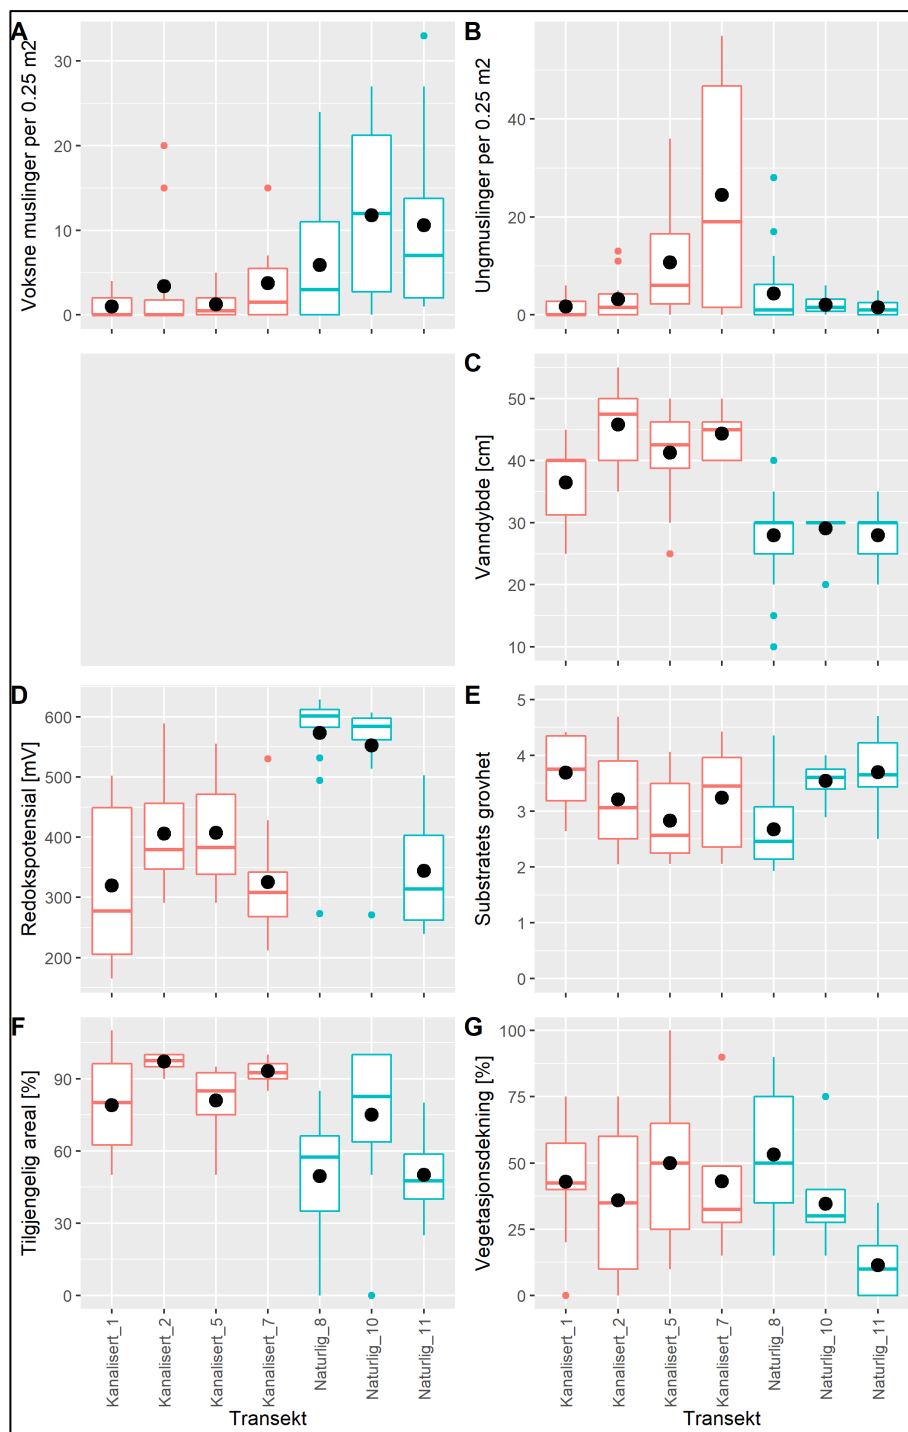 A
Voksne muslinger per 0.25 m2
30
20
10
0
B
Ungmuslinger per 0.25 m2
40
20
0
C
Vanndybde [cm]
50
40
30
20
10
D
Redokspotensial [mV]
600
500
400
300
200
E
Substratets grovhet
5
4
3
2
1
0
F
Tilgjengelig areal [%]
90
60
30
0
Kanalisert_1
Kanalisert_2
Kanalisert_5
Kanalisert_7
Naturlig_8
Naturlig_10
Naturlig_11
Transekt
G
Vegetasjonsdekning [%]
100
75
50
25
0
Kanalisert_1
Kanalisert_2
Kanalisert_5
Kanalisert_7
Naturlig_8
Naturlig_10
Naturlig_11
Transekt